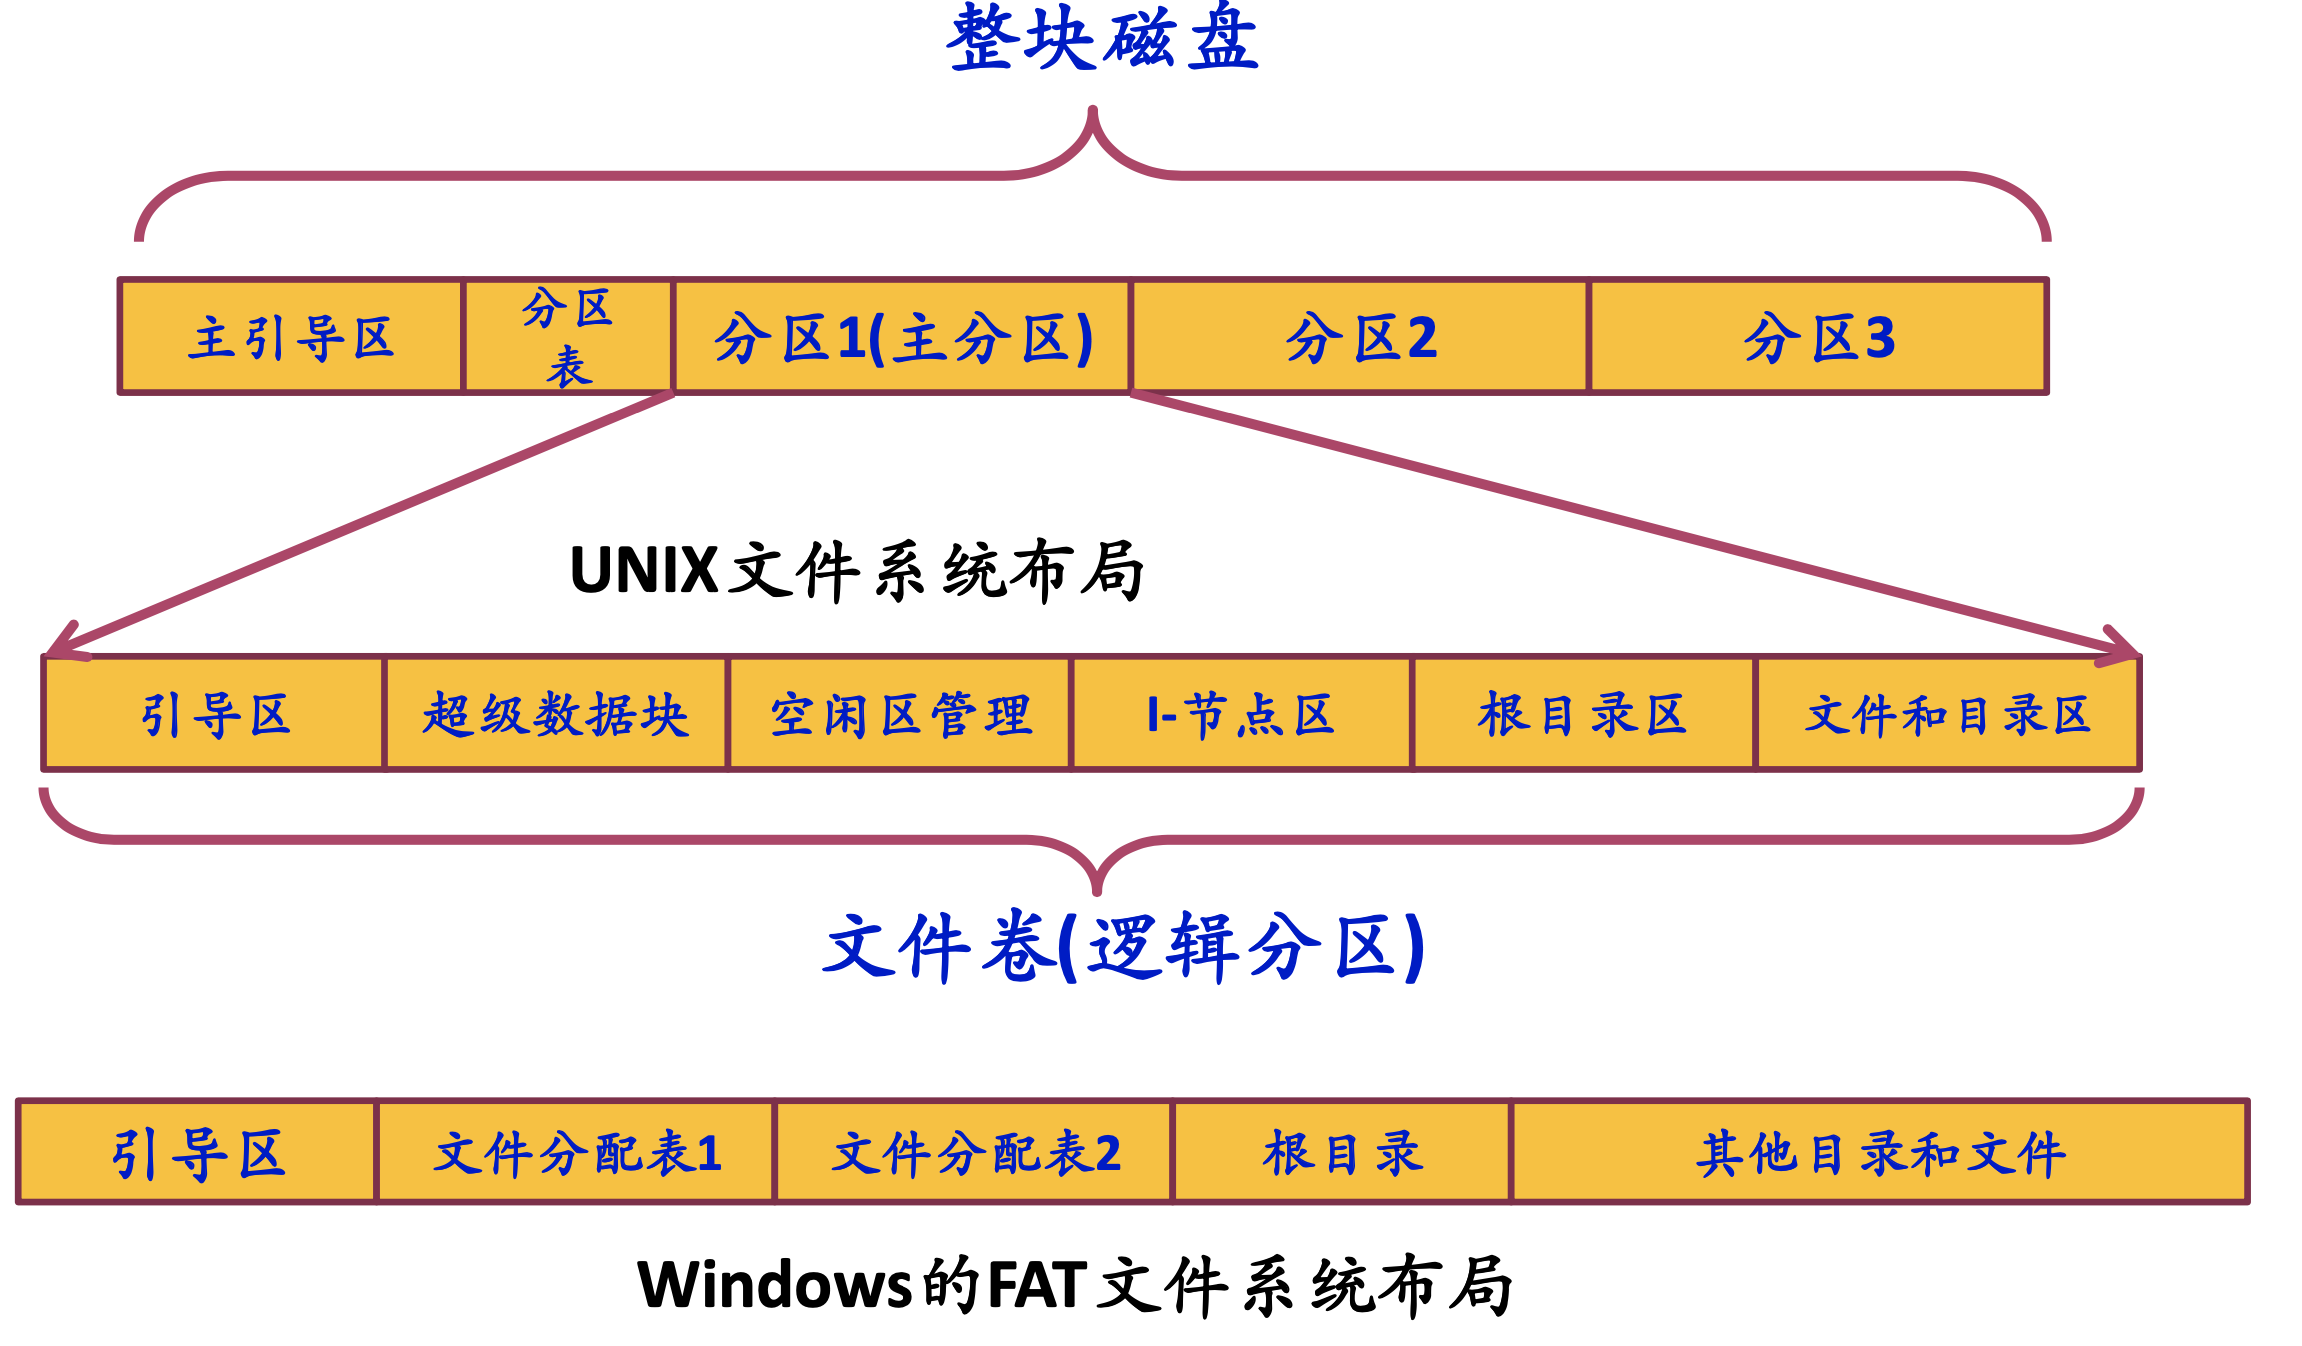 整块磁盘
主引导区
分区
表
分区1(主分区)
分区2
分区3
UNIX文件系统布局
引导区
超级数据块
空闲区管理
I-节点区
根目录区
文件和目录区
文件卷(逻辑分区)
引导区
文件分配表1
文件分配表2
根目录
其他目录和文件
Windows的FAT文件系统布局